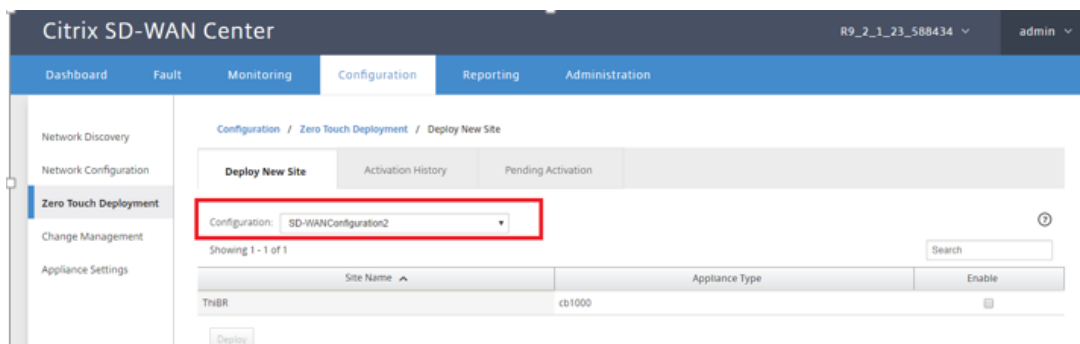 Citrix SD-WAN Center R9_2_1_23_588434 admin
Dashboard Fault Monitoring Configuration Reporting Administration
Configuration / Zero Touch Deployment / Deploy New Site
Network Discovery
Network Configuration
Zero Touch Deployment
Change Management
Appliance Settings
Deploy New Site Activation History Pending Activation
Configuration: SD-WANConfiguration2
Showing 1 - 1 of 1 Search
Site Name Appliance Type Enable
ThiBR cb1000
Deploy